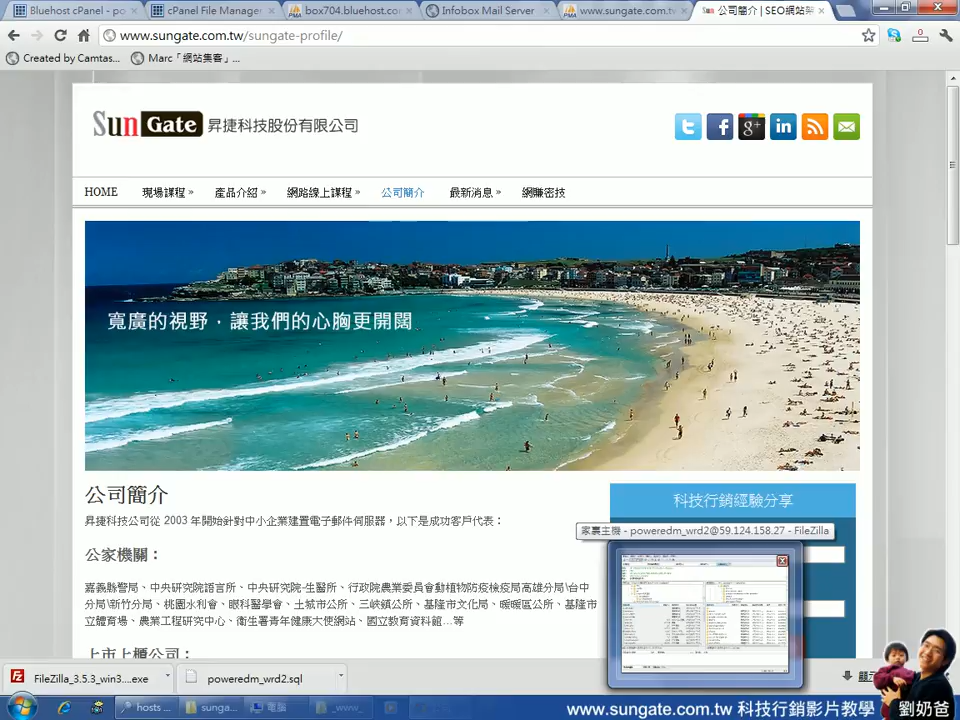 Bluehost cPanel - po
cPanel File Manager
box704.bluehost.co
Infobox Mail Server
www.sungate.com.t
公司簡介 | SEO網站架
www.sungate.com.tw/sungate-profile/
Created by Camtas...
Marc「網站集客」...
SunGate 昇捷科技股份有限公司
HOME 現場課程 » 產品介紹 » 網路線上課程 » 公司簡介 最新消息 » 網賺密技
寬廣的視野，讓我們的心胸更開闊
公司簡介
科技行銷經驗分享
昇捷科技公司從 2003 年開始針對中小企業建置電子郵件伺服器，以下是成功客戶代表：
家裏主機 - poweredm_wrd2@59.124.158.27 - FileZilla
公家機關：
嘉義縣警局、中央研究院語言所、中央研究院-生醫所、行政院農業委員會動植物防疫檢疫局高雄分局\台中
分局\新竹分局、桃園水利會、眼科醫學會、土城市公所、三峽鎮公所、基隆市文化局、暖暖區公所、基隆市
立體育場、農業工程研究中心、衛生署青年健康大使網站、國立教育資料館...等
上市上櫃公司：
FileZilla_3.5.3_win3....exe
poweredm_wrd2.sql
hosts ...
sunga...
電腦
_www_
www.sungate.com.tw 科技行銷影片教學
劉奶爸